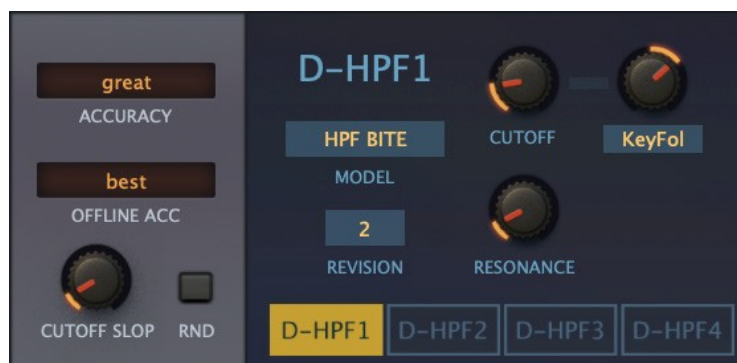 great
ACCURACY
best
OFFLINE ACC
CUTOFF SLOP
RND
D-HPF1
HPF BITE
MODEL
2
REVISION
CUTOFF
KeyFol
RESONANCE
D-HPF1
D-HPF2
D-HPF3
D-HPF4